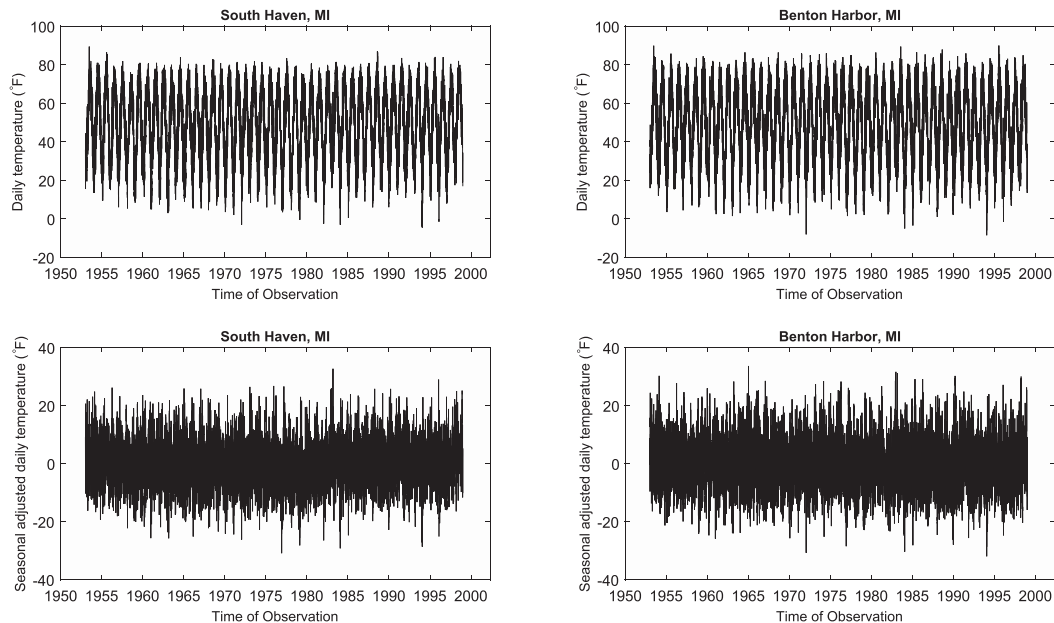 South Haven, MI
Daily temperature (°F)
100
80
60
40
20
0
-20
1950 1955 1960 1965 1970 1975 1980 1985 1990 1995 2000
Time of Observation
Benton Harbor, MI
Daily temperature (°F)
100
80
60
40
20
0
-20
1950 1955 1960 1965 1970 1975 1980 1985 1990 1995 2000
Time of Observation
South Haven, MI
Seasonal adjusted daily temperature (°F)
40
20
0
-20
-40
1950 1955 1960 1965 1970 1975 1980 1985 1990 1995 2000
Time of Observation
Benton Harbor, MI
Seasonal adjusted daily temperature (°F)
40
20
0
-20
-40
1950 1955 1960 1965 1970 1975 1980 1985 1990 1995 2000
Time of Observation